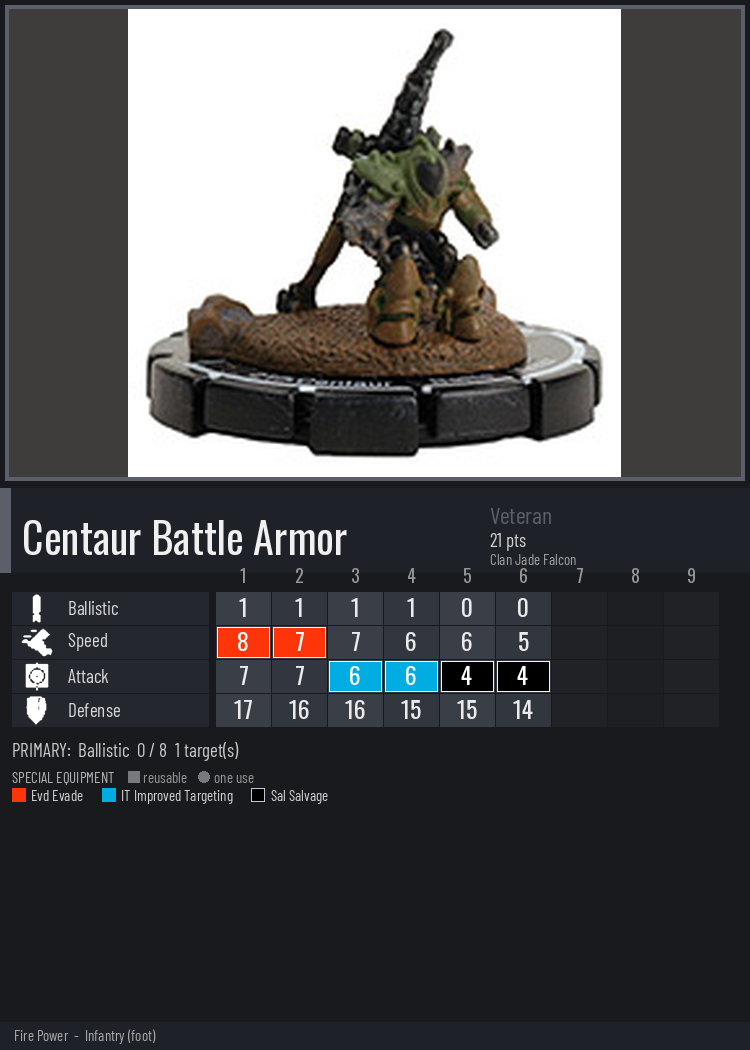 Centaur
Centaur Battle Armor
Veteran
21 pts
Clan Jade Falcon
1 2 3 4 5 6 7 8 9
Ballistic 1 1 1 1 0 0
Speed 8 7 7 6 6 5
Attack 7 7 6 6 4 4
Defense 17 16 16 15 15 14
PRIMARY: Ballistic 0 / 8 1 target(s)
SPECIAL EQUIPMENT reusable one use
Evd Evade IT Improved Targeting Sal Salvage
Fire Power - Infantry (foot)